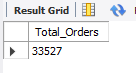 Result Grid
Total_Orders
33527